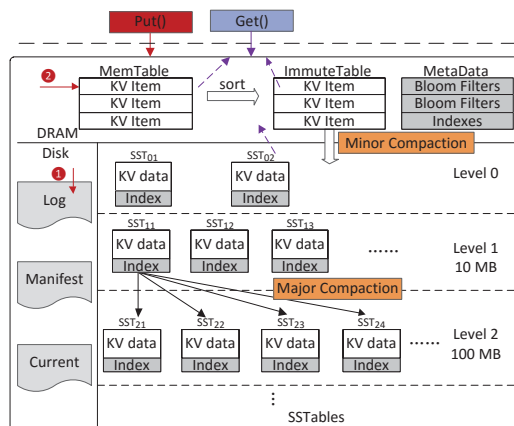 Put() Get()
MemTable ImmuteTable MetaData
2 KV Item sort KV Item Bloom Filters
KV Item KV Item Bloom Filters
KV Item KV Item Indexes
DRAM Minor Compaction
Disk SST01 SST02
1 KV data KV data Level 0
Log Index Index
SST11 SST12 SST13
KV data KV data KV data ...... Level 1
Index Index Index 10 MB
Manifest Major Compaction
SST21 SST22 SST23 SST24
KV data KV data KV data KV data ...... Level 2
Current Index Index Index Index 100 MB
⋮
SSTables